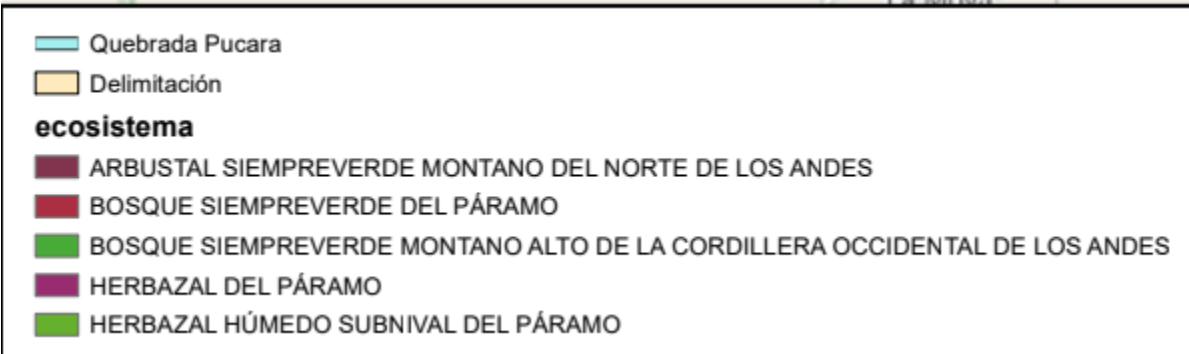 Quebrada Pucara
Delimitación
ecosistema
ARBUSTAL SIEMPREVERDE MONTANO DEL NORTE DE LOS ANDES
BOSQUE SIEMPREVERDE DEL PÁRAMO
BOSQUE SIEMPREVERDE MONTANO ALTO DE LA CORDILLERA OCCIDENTAL DE LOS ANDES
HERBAZAL DEL PÁRAMO
HERBAZAL HÚMEDO SUBNIVAL DEL PÁRAMO